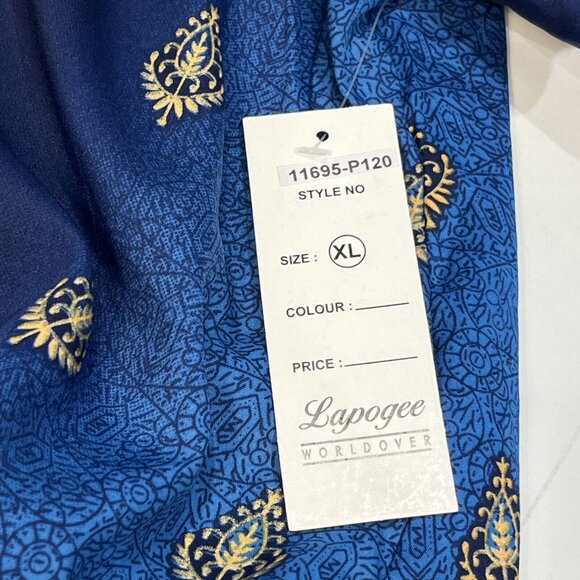 11695-P120
STYLE NO
SIZE : XL
COLOUR :
PRICE :
Lapogee
WORLDOVER